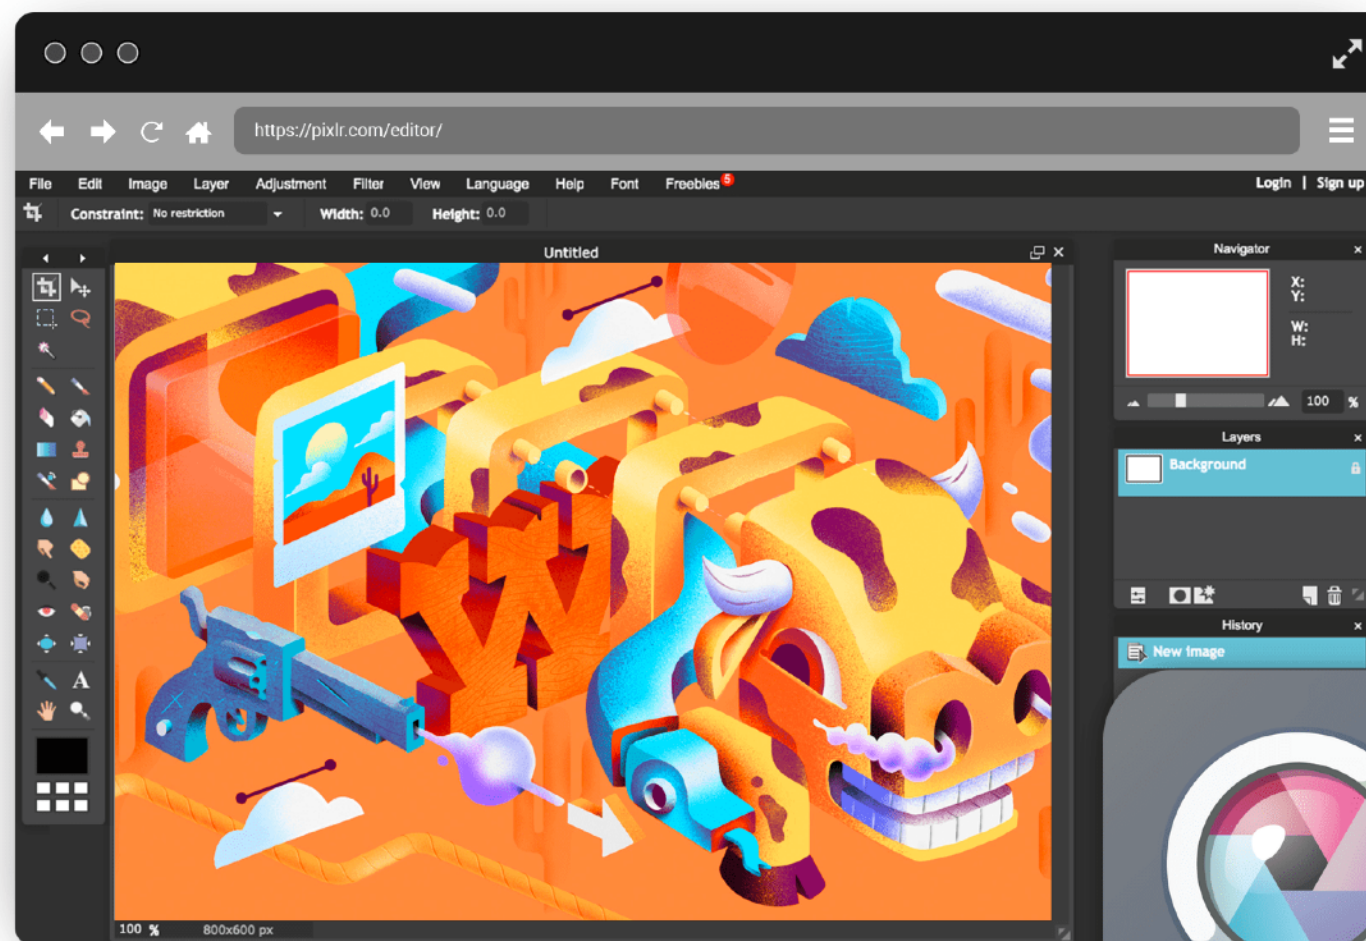 https://pixlr.com/editor/
File Edit Image Layer Adjustment Filter View Language Help Font Freebies 5 Login | Sign up
Constraint: No restriction Width: 0.0 Height: 0.0
Untitled
Navigator
X:
Y:
W:
H:
100 %
Layers
Background
History
New image
A
W
100 % 800x600 px